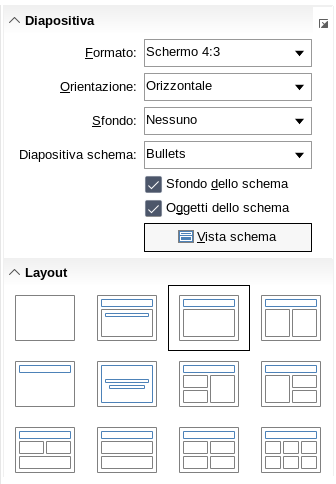 Diapositiva
Formato: Schermo 4:3
Orientazione: Orizzontale
Sfondo: Nessuno
Diapositiva schema: Bullets
Sfondo dello schema
Oggetti dello schema
Vista schema
Layout